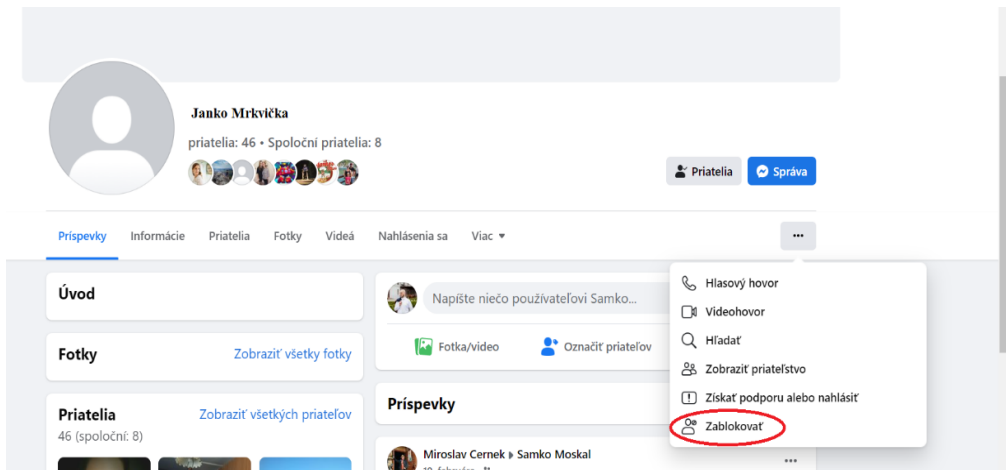 Janko Mrkvička
priatelia: 46 • Spoloční priatelia: 8
Priatelia
Správa
Príspevky Informácie Priatelia Fotky Videá Nahlásenia sa Viac
Úvod
Napíšte niečo používateľovi Samko...
Fotka/video
Označiť priateľov
Fotky
Zobraziť všetky fotky
Príspevky
Priatelia
Zobraziť všetkých priateľov
46 (spoloční: 8)
Miroslav Cernek ▸ Samko Moskal
Hlasový hovor
Videohovor
Hľadať
Zobraziť priateľstvo
Získať podporu alebo nahlásiť
Zablokovať